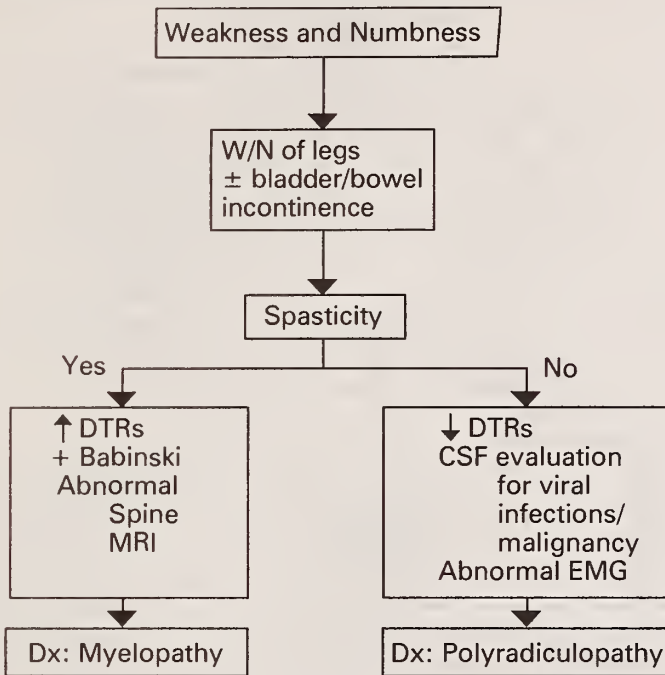 Weakness and Numbness
W/N of legs
± bladder/bowel
incontinence
Spasticity
Yes
No
↑ DTRs
+ Babinski
Abnormal
Spine
MRI
↓ DTRs
CSF evaluation
for viral
infections/
malignancy
Abnormal EMG
Dx: Myelopathy
Dx: Polyradiculopathy